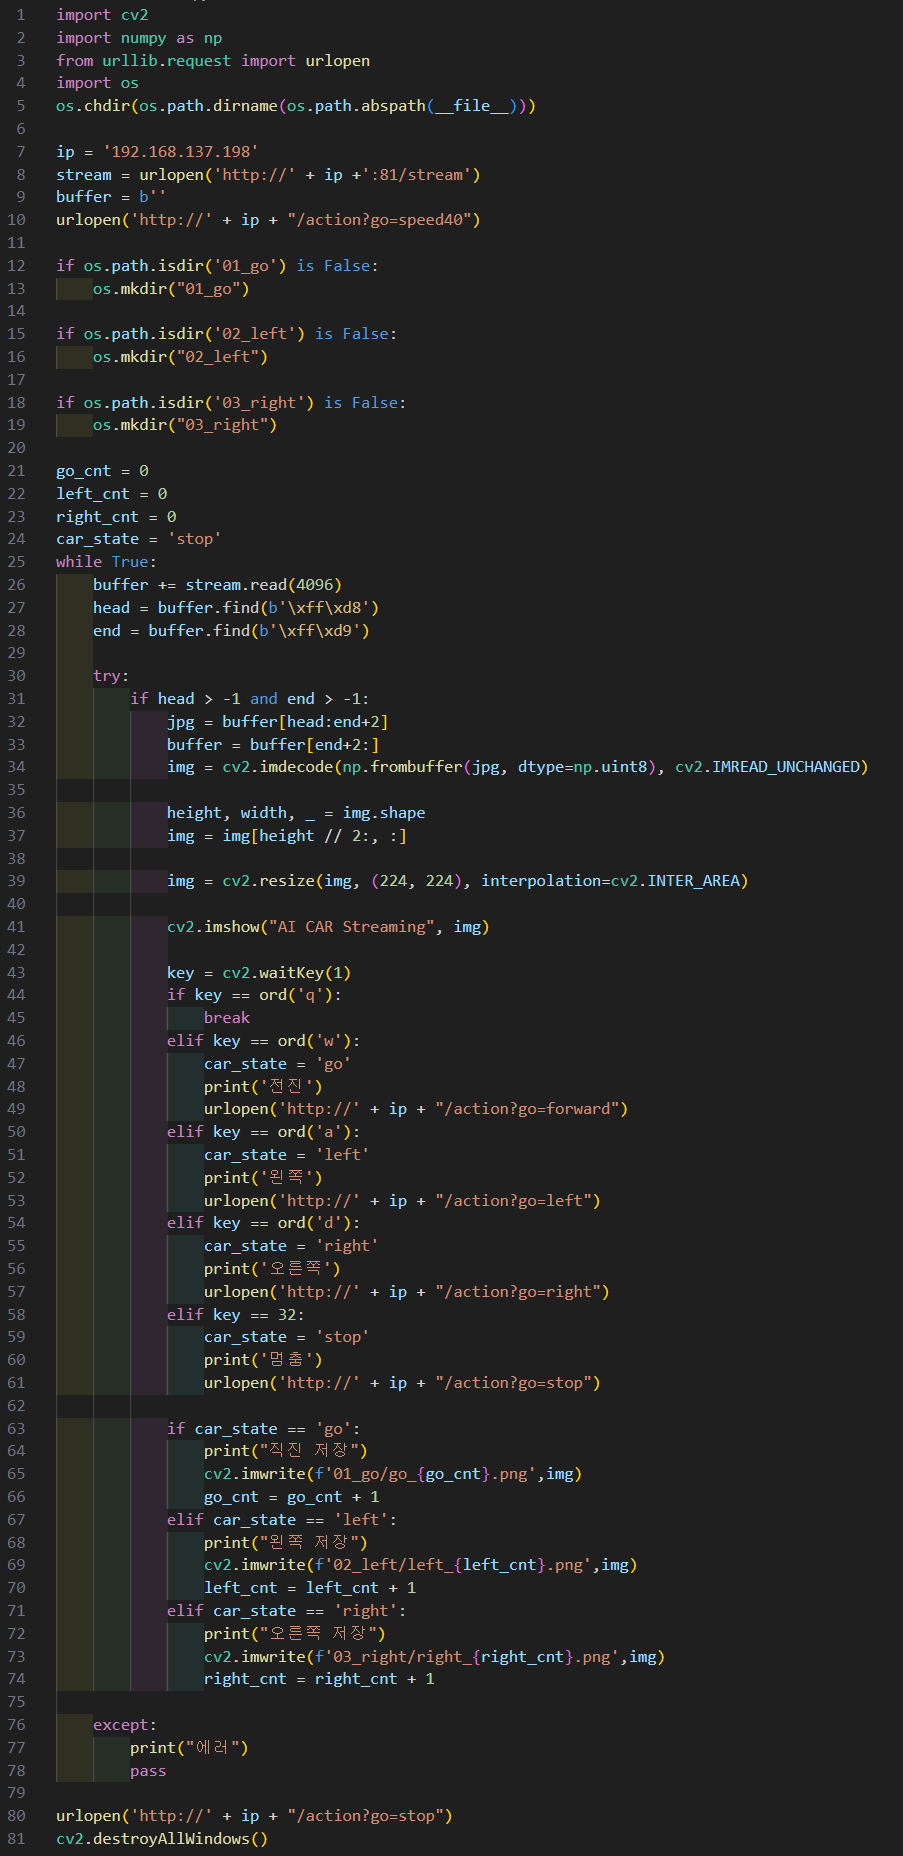 1 import cv2
2 import numpy as np
3 from urllib.request import urlopen
4 import os
5 os.chdir(os.path.dirname(os.path.abspath(__file__)))
6
7 ip = '192.168.137.198'
8 stream = urlopen('http://' + ip +':81/stream')
9 buffer = b''
10 urlopen('http://' + ip + "/action?go=speed40")
11
12 if os.path.isdir('01_go') is False:
13     os.mkdir("01_go")
14
15 if os.path.isdir('02_left') is False:
16     os.mkdir("02_left")
17
18 if os.path.isdir('03_right') is False:
19     os.mkdir("03_right")
20
21 go_cnt = 0
22 left_cnt = 0
23 right_cnt = 0
24 car_state = 'stop'
25 while True:
26     buffer += stream.read(4096)
27     head = buffer.find(b'\xff\xd8')
28     end = buffer.find(b'\xff\xd9')
29
30     try:
31         if head > -1 and end > -1:
32             jpg = buffer[head:end+2]
33             buffer = buffer[end+2:]
34             img = cv2.imdecode(np.frombuffer(jpg, dtype=np.uint8), cv2.IMREAD_UNCHANGED)
35
36             height, width, _ = img.shape
37             img = img[height // 2:, :]
38
39             img = cv2.resize(img, (224, 224), interpolation=cv2.INTER_AREA)
40
41             cv2.imshow("AI CAR Streaming", img)
42
43             key = cv2.waitKey(1)
44             if key == ord('q'):
45                 break
46             elif key == ord('w'):
47                 car_state = 'go'
48                 print('전진')
49                 urlopen('http://' + ip + "/action?go=forward")
50             elif key == ord('a'):
51                 car_state = 'left'
52                 print('왼쪽')
53                 urlopen('http://' + ip + "/action?go=left")
54             elif key == ord('d'):
55                 car_state = 'right'
56                 print('오른쪽')
57                 urlopen('http://' + ip + "/action?go=right")
58             elif key == 32:
59                 car_state = 'stop'
60                 print('멈춤')
61                 urlopen('http://' + ip + "/action?go=stop")
62
63             if car_state == 'go':
64                 print("직진 저장")
65                 cv2.imwrite(f'01_go/go_{go_cnt}.png',img)
66                 go_cnt = go_cnt + 1
67             elif car_state == 'left':
68                 print("왼쪽 저장")
69                 cv2.imwrite(f'02_left/left_{left_cnt}.png',img)
70                 left_cnt = left_cnt + 1
71             elif car_state == 'right':
72                 print("오른쪽 저장")
73                 cv2.imwrite(f'03_right/right_{right_cnt}.png',img)
74                 right_cnt = right_cnt + 1
75
76     except:
77         print("에러")
78         pass
79
80 urlopen('http://' + ip + "/action?go=stop")
81 cv2.destroyAllWindows()